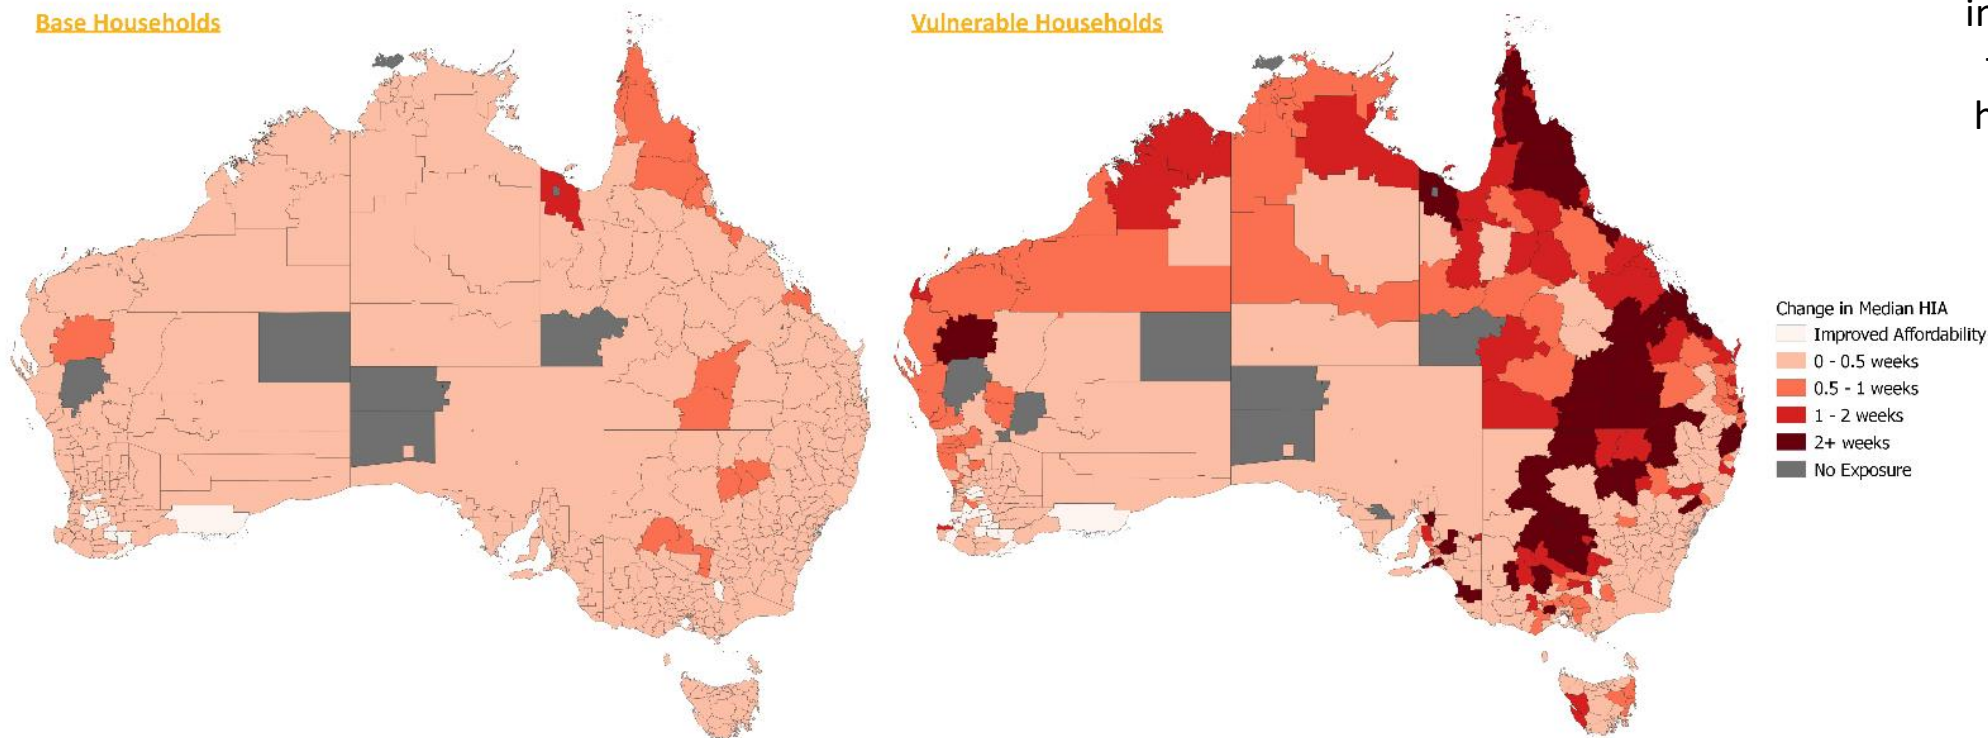 Base Households
Vulnerable Households
in
h
Change in Median HIA
Improved Affordability
0 - 0.5 weeks
0.5 - 1 weeks
1 - 2 weeks
2+ weeks
No Exposure